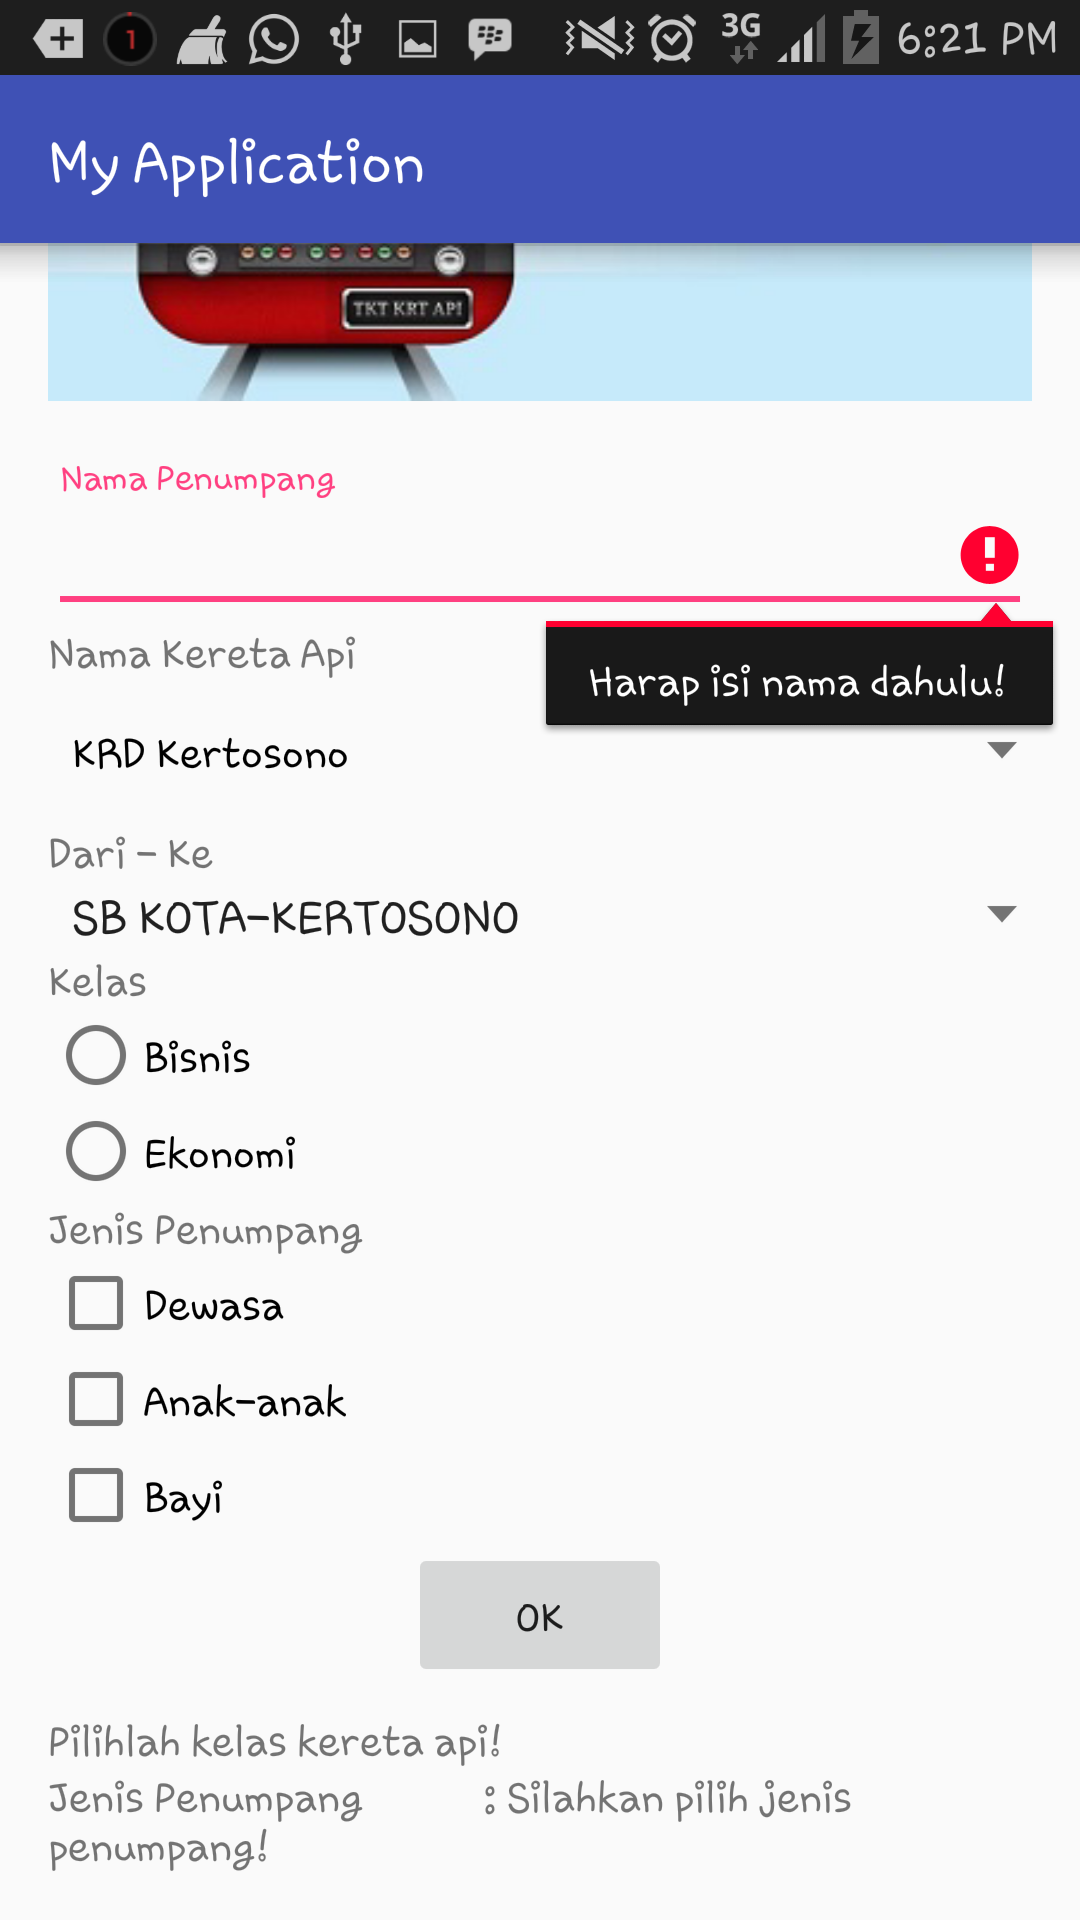 1 3G 6:21 PM
My Application
TKT KRT API
Nama Penumpang
Nama Kereta Api
Harap isi nama dahulu!
KRD Kertosono
Dari - Ke
SB KOTA-KERTOSONO
Kelas
Bisnis
Ekonomi
Jenis Penumpang
Dewasa
Anak-anak
Bayi
OK
Pilihlah kelas kereta api!
Jenis Penumpang : Silahkan pilih jenis
penumpang!